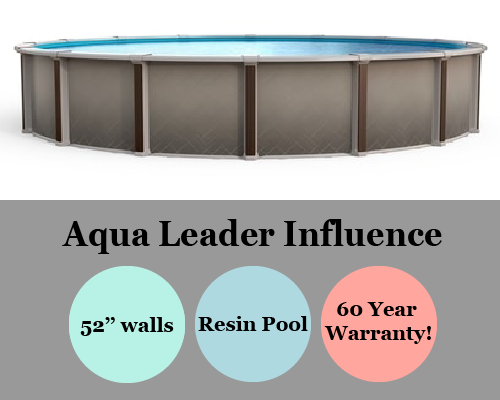 Aqua Leader Influence
52” walls
Resin Pool
60 Year
Warranty!